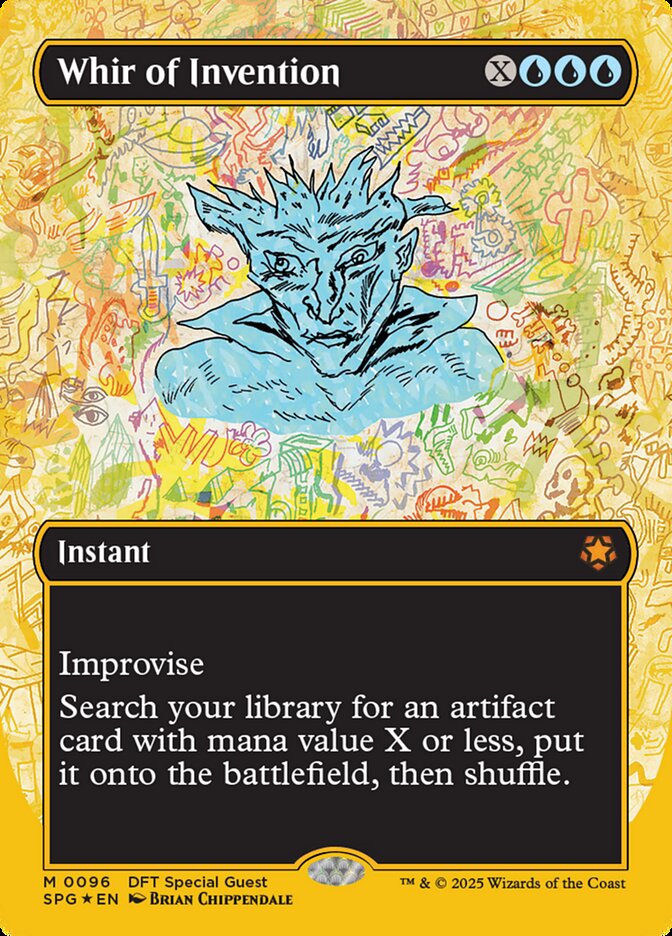 Whir of Invention X
Instant
Improvise
Search your library for an artifact
card with mana value X or less, put
it onto the battlefield, then shuffle.
M 0096 DFT Special Guest
SPG★EN Brian Chippendale
™ & © 2025 Wizards of the Coast